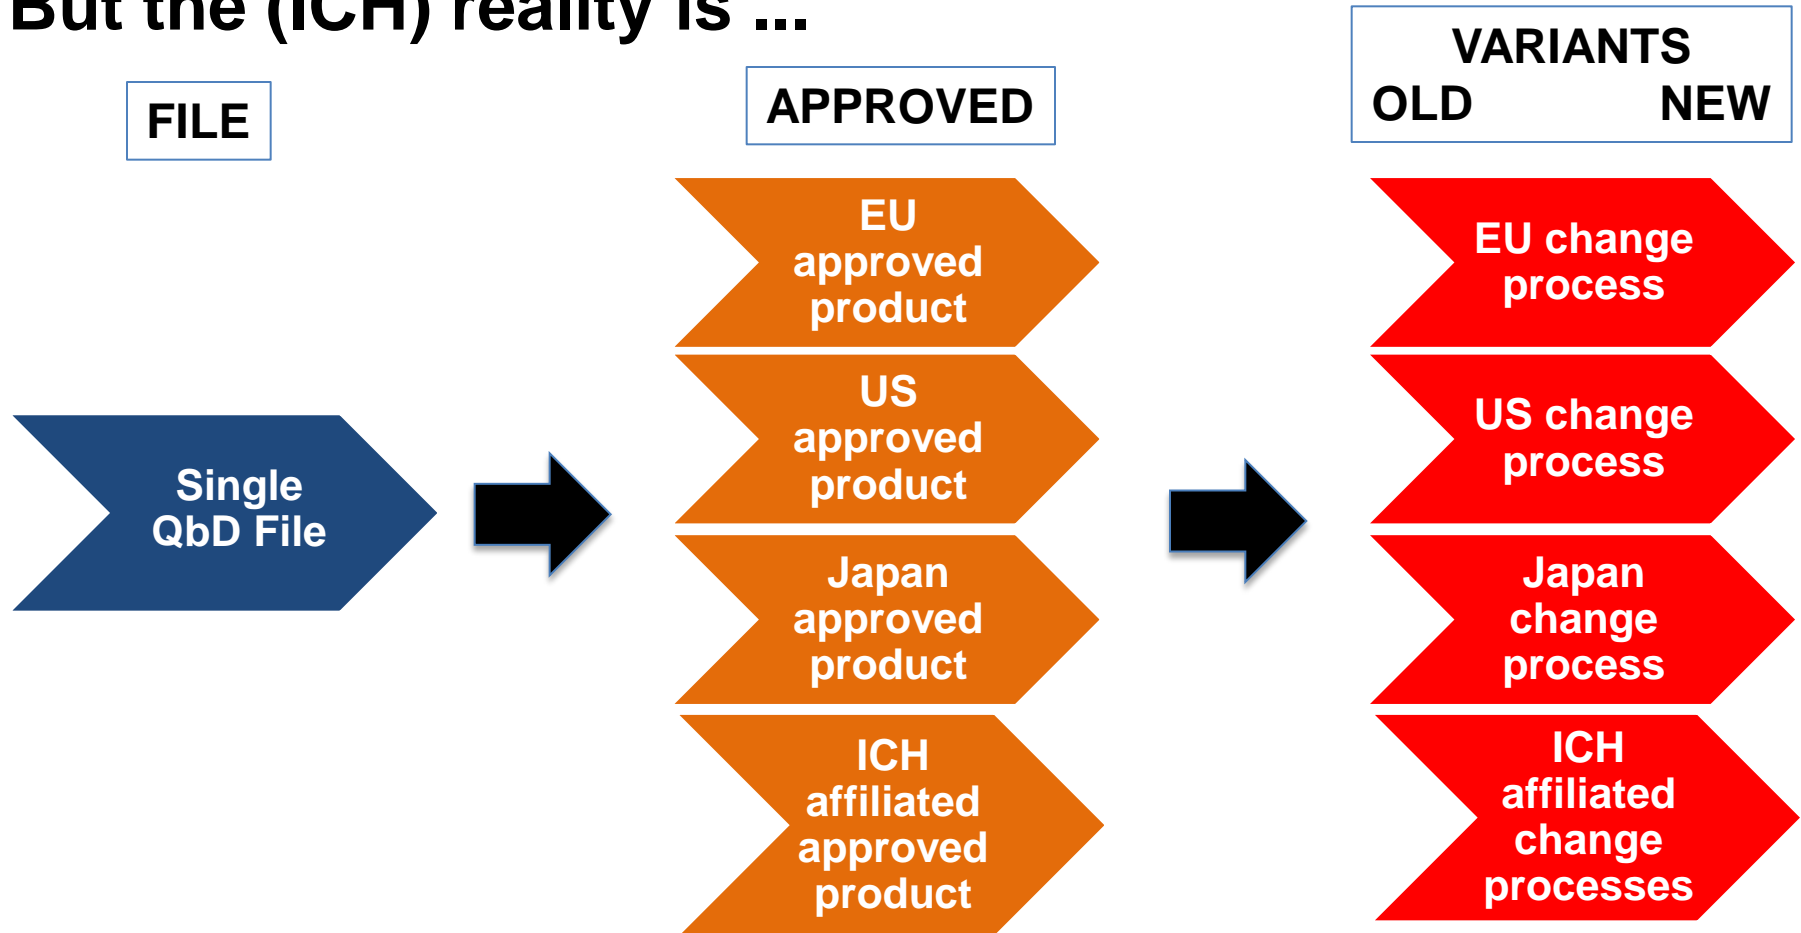 But the (ICH) reality is ...
FILE
APPROVED
VARIANTS
OLD NEW
Single
QbD File
EU
approved
product
US
approved
product
Japan
approved
product
ICH
affiliated
approved
product
EU change
process
US change
process
Japan
change
process
ICH
affiliated
change
processes